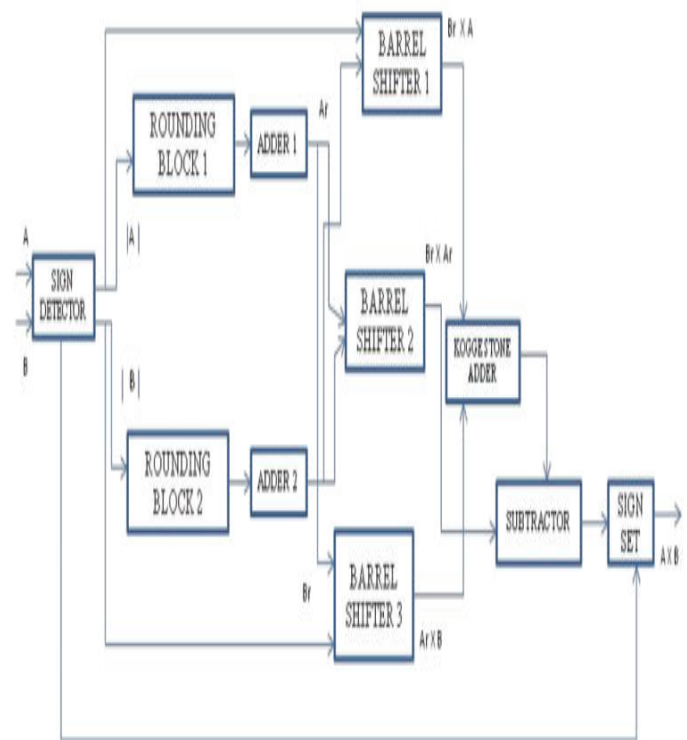 BARREL
SHIFTER 1
Br X A
ROUNDING
BLOCK 1
ADDER 1
Ar
A
|A|
SIGN
DETECTOR
B
|B|
BARREL
SHIFTER 2
Br X Ar
KOGGESTONE
ADDER
ROUNDING
BLOCK 2
ADDER 2
SUBTRACTOR
SIGN
SET
A X B
Br
BARREL
SHIFTER 3
Ar X B